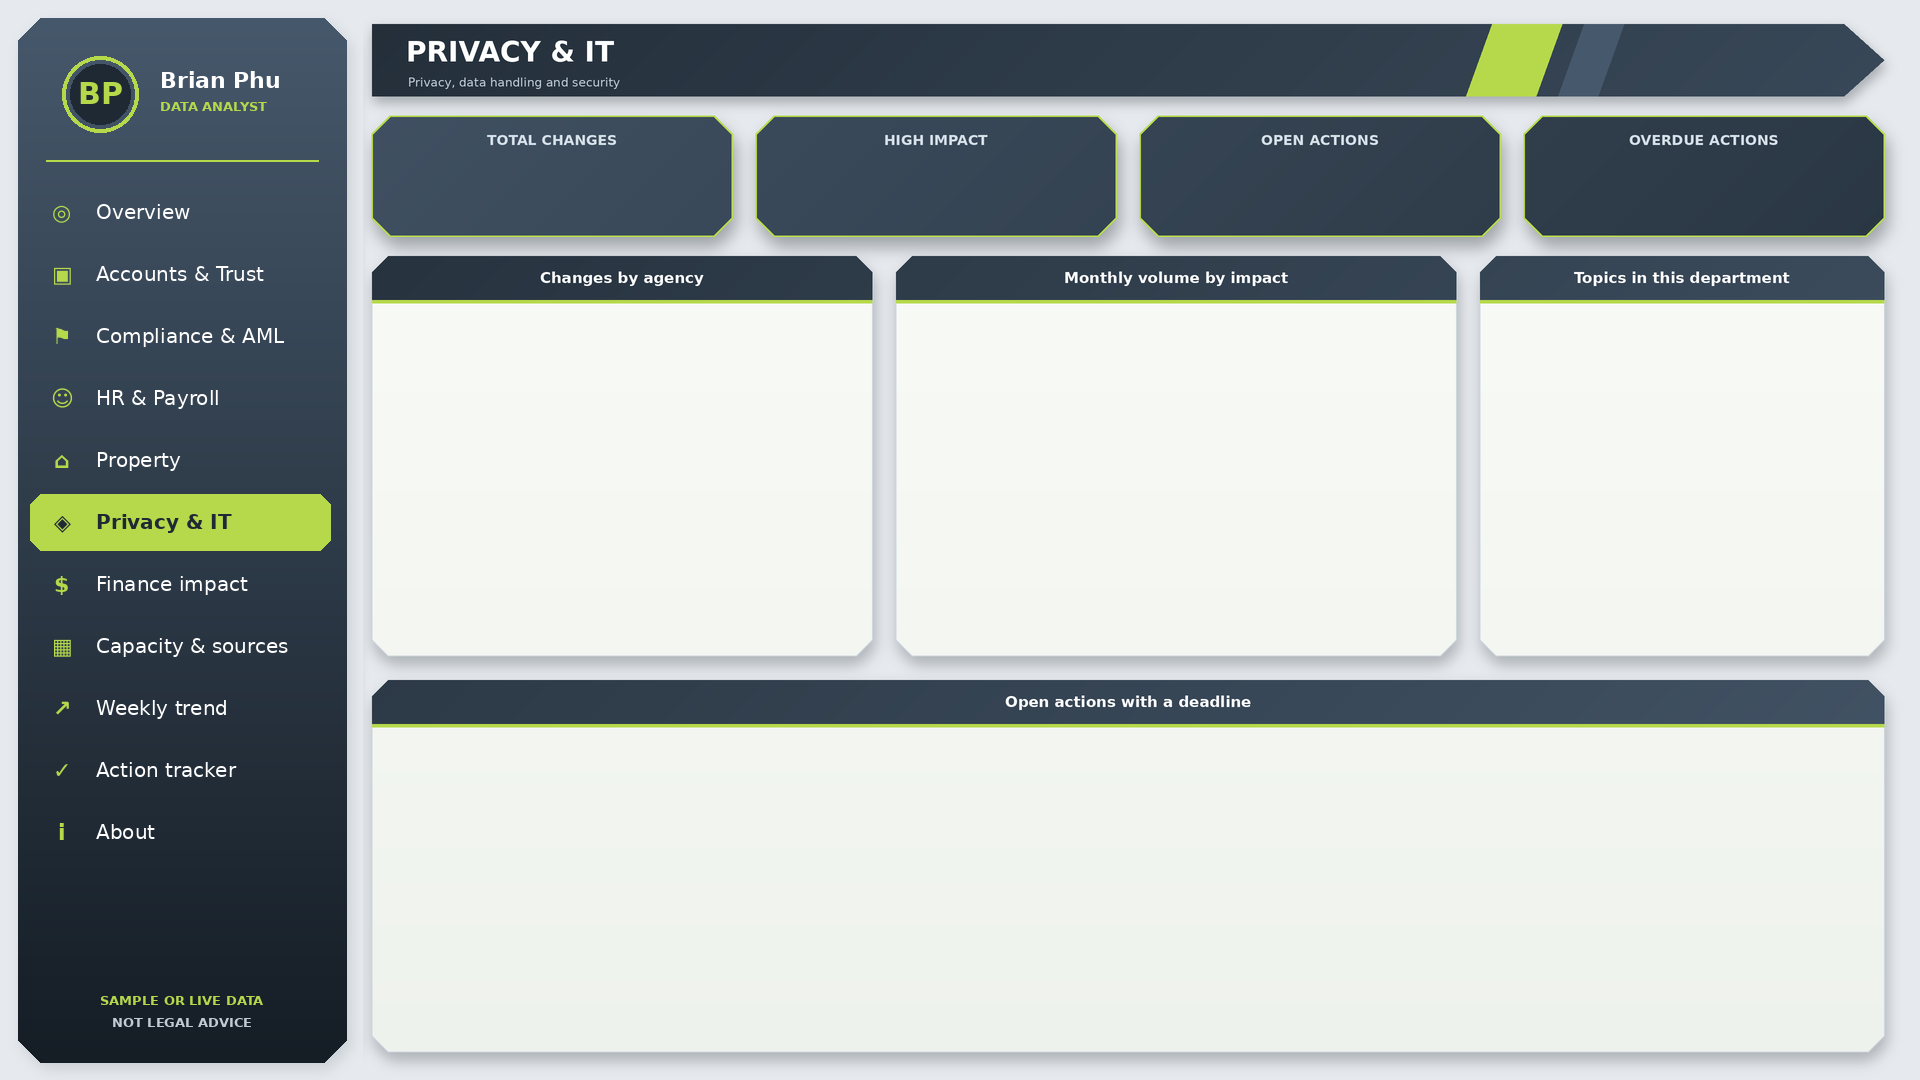 BP
Brian Phu
DATA ANALYST
◎ Overview
▣ Accounts & Trust
⚑ Compliance & AML
☺ HR & Payroll
⌂ Property
◈ Privacy & IT
$ Finance impact
▦ Capacity & sources
↗ Weekly trend
✓ Action tracker
i About
SAMPLE OR LIVE DATA
NOT LEGAL ADVICE
PRIVACY & IT
Privacy, data handling and security
TOTAL CHANGES
HIGH IMPACT
OPEN ACTIONS
OVERDUE ACTIONS
Changes by agency
Monthly volume by impact
Topics in this department
Open actions with a deadline